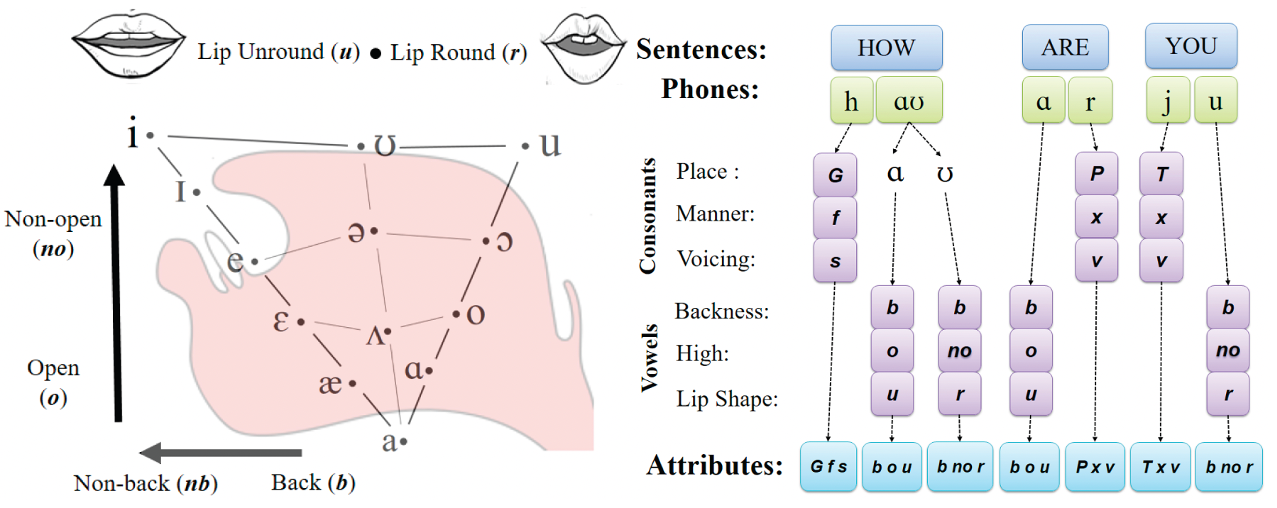 Lip Unround (u) ● Lip Round (r)
i
ʊ
u
I
ə
ɔ
e
ɛ
ʌ
o
æ
ɑ
a
Non-open
(no)
Open
(o)
Non-back (nb)
Back (b)
Sentences: HOW ARE YOU
Phones: h ɑʊ ɑ r j u
Consonants
Place : G ɑ ʊ P T
Manner: f x x
Voicing: s v v
Vowels
Backness: b b b b
High: o no o no
Lip Shape: u r u r
Attributes: G f s b o u b no r b o u P x v T x v b no r